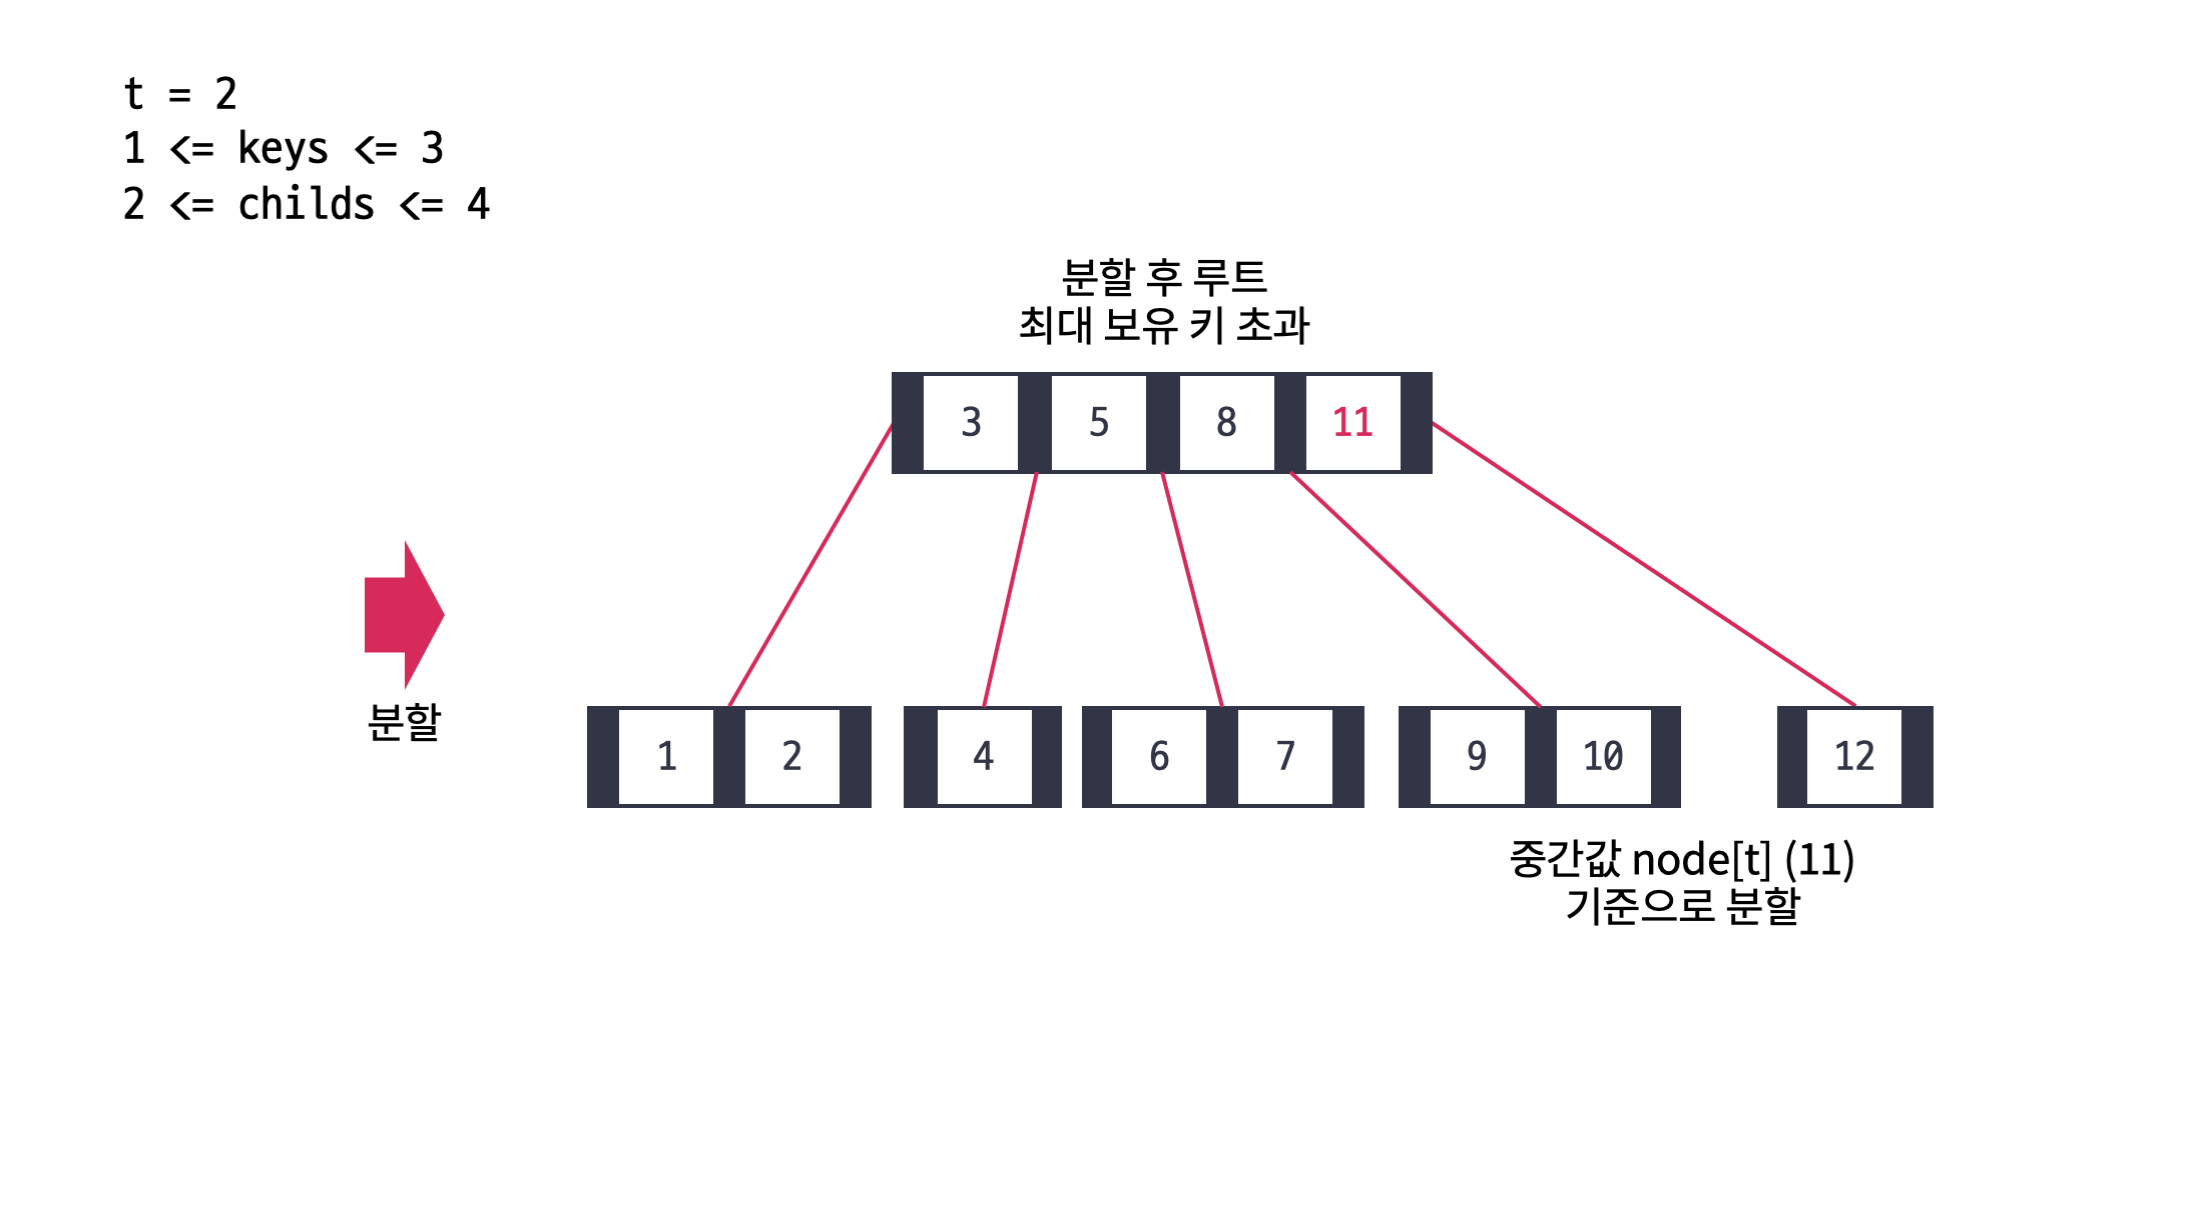 t = 2
1 <= keys <= 3
2 <= childs <= 4
분할 후 루트
최대 보유 키 초과
3 5 8 11
분할
1 2 4 6 7 9 10 12
중간값 node[t] (11)
기준으로 분할